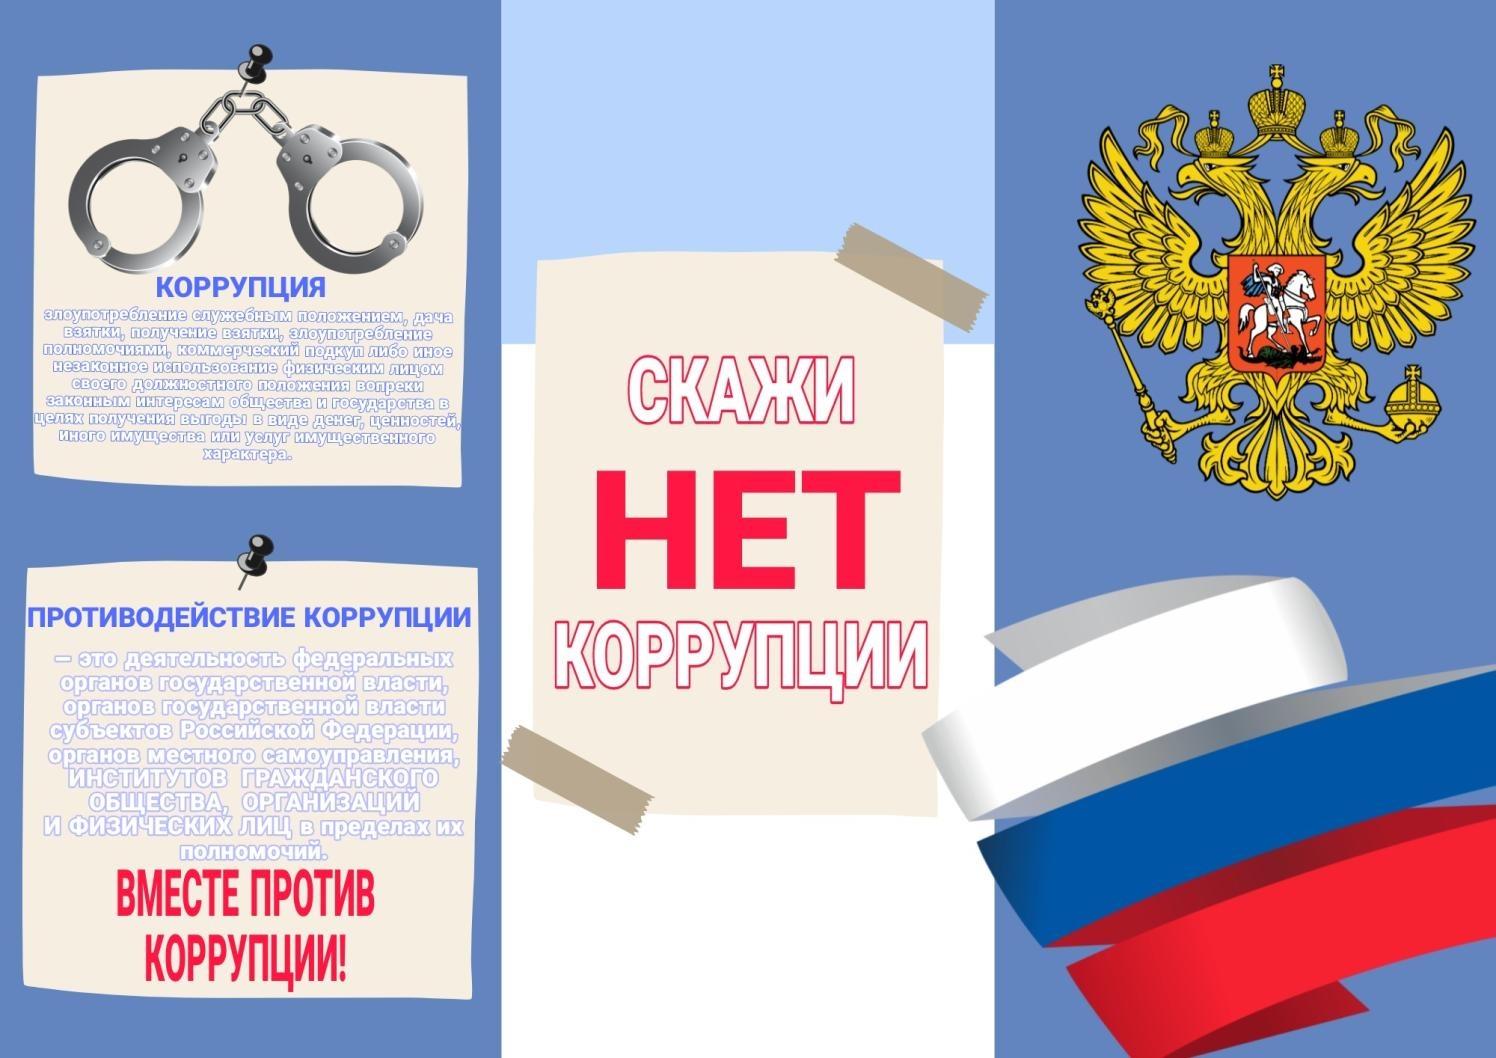 КОРРУПЦИЯ
злоупотребление служебным положением, дача
взятки, получение взятки, злоупотребление
полномочиями, коммерческий подкуп либо иное
незаконное использование физическим лицом
своего должностного положения вопреки
законным интересам общества и государства в
целях получения выгоды в виде денег, ценностей,
иного имущества или услуг имущественного
характера.
ПРОТИВОДЕЙСТВИЕ КОРРУПЦИИ
– это деятельность федеральных
органов государственной власти,
органов государственной власти
субъектов Российской Федерации,
органов местного самоуправления,
ИНСТИТУТОВ ГРАЖДАНСКОГО
ОБЩЕСТВА, ОРГАНИЗАЦИЙ
И ФИЗИЧЕСКИХ ЛИЦ в пределах их
полномочий.
ВМЕСТЕ ПРОТИВ
КОРРУПЦИИ!
СКАЖИ
НЕТ
КОРРУПЦИИ